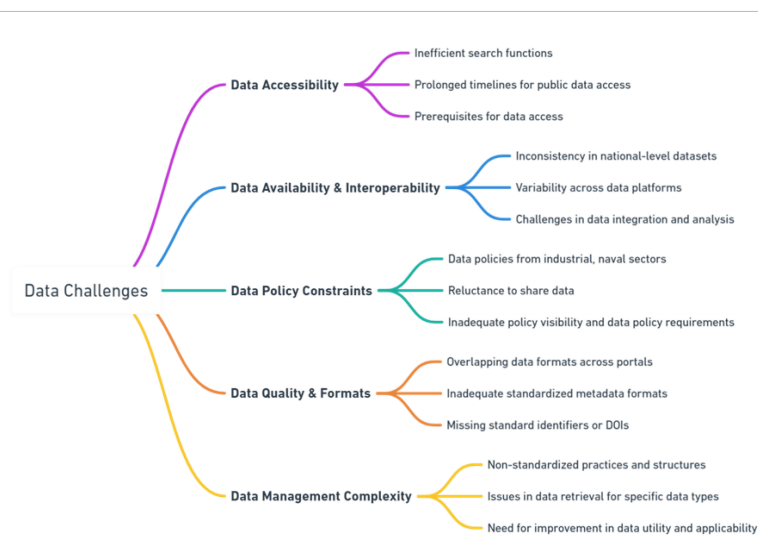 Data Challenges
Data Accessibility
Inefficient search functions
Prolonged timelines for public data access
Prerequisites for data access
Data Availability & Interoperability
Inconsistency in national-level datasets
Variability across data platforms
Challenges in data integration and analysis
Data Policy Constraints
Data policies from industrial, naval sectors
Reluctance to share data
Inadequate policy visibility and data policy requirements
Data Quality & Formats
Overlapping data formats across portals
Inadequate standardized metadata formats
Missing standard identifiers or DOIs
Data Management Complexity
Non-standardized practices and structures
Issues in data retrieval for specific data types
Need for improvement in data utility and applicability